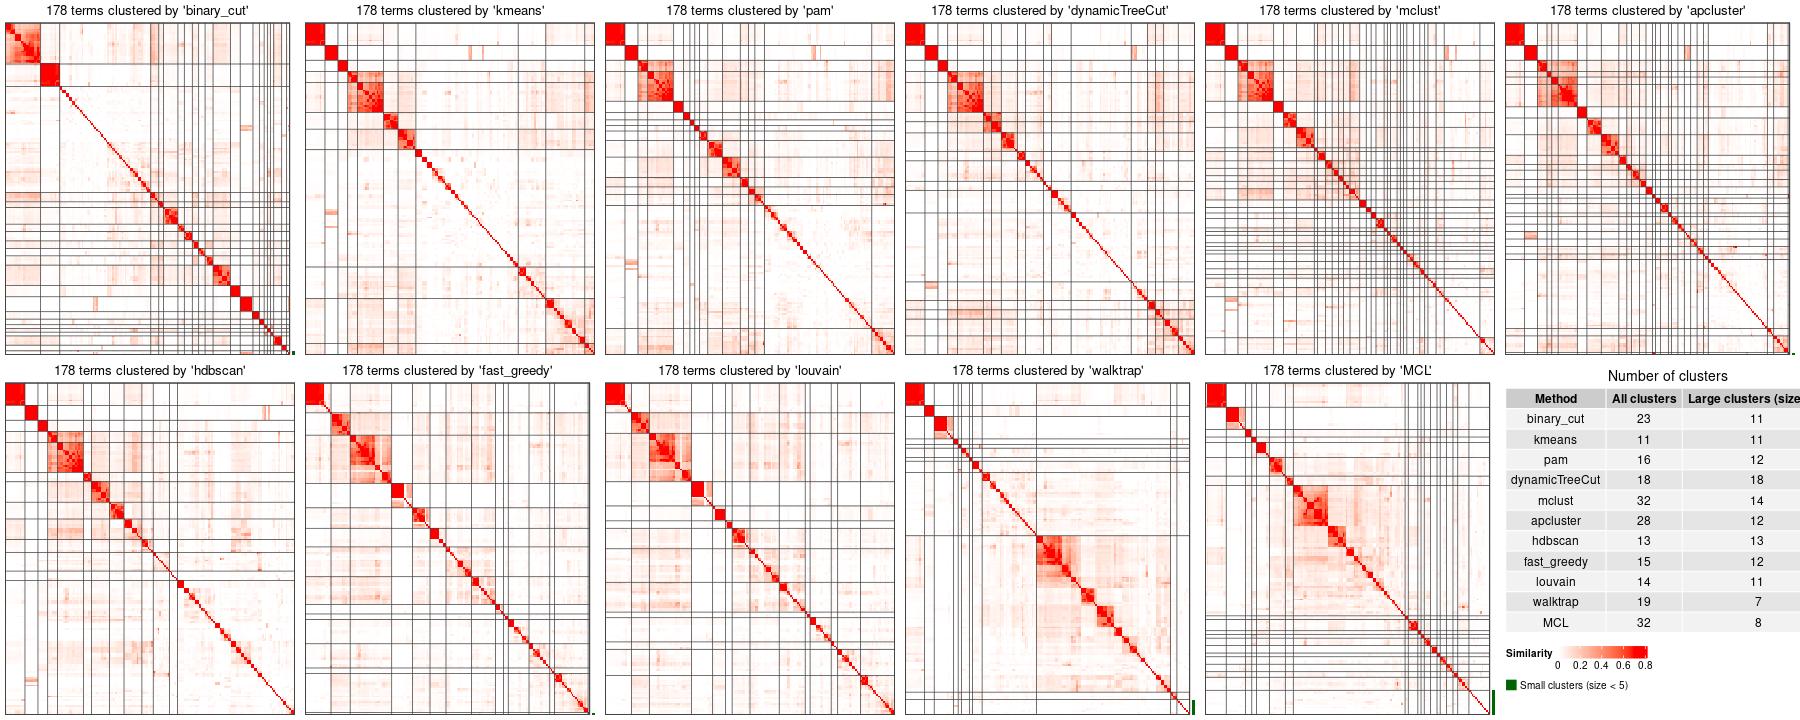 178 terms clustered by 'binary_cut'
178 terms clustered by 'kmeans'
178 terms clustered by 'pam'
178 terms clustered by 'dynamicTreeCut'
178 terms clustered by 'mclust'
178 terms clustered by 'apcluster'
178 terms clustered by 'hdbscan'
178 terms clustered by 'fast_greedy'
178 terms clustered by 'louvain'
178 terms clustered by 'walktrap'
178 terms clustered by 'MCL'
Number of clusters
Method All clusters Large clusters (size
binary_cut 23 11
kmeans 11 11
pam 16 12
dynamicTreeCut 18 18
mclust 32 14
apcluster 28 12
hdbscan 13 13
fast_greedy 15 12
louvain 14 11
walktrap 19 7
MCL 32 8
Similarity
0 0.2 0.4 0.6 0.8
Small clusters (size < 5)